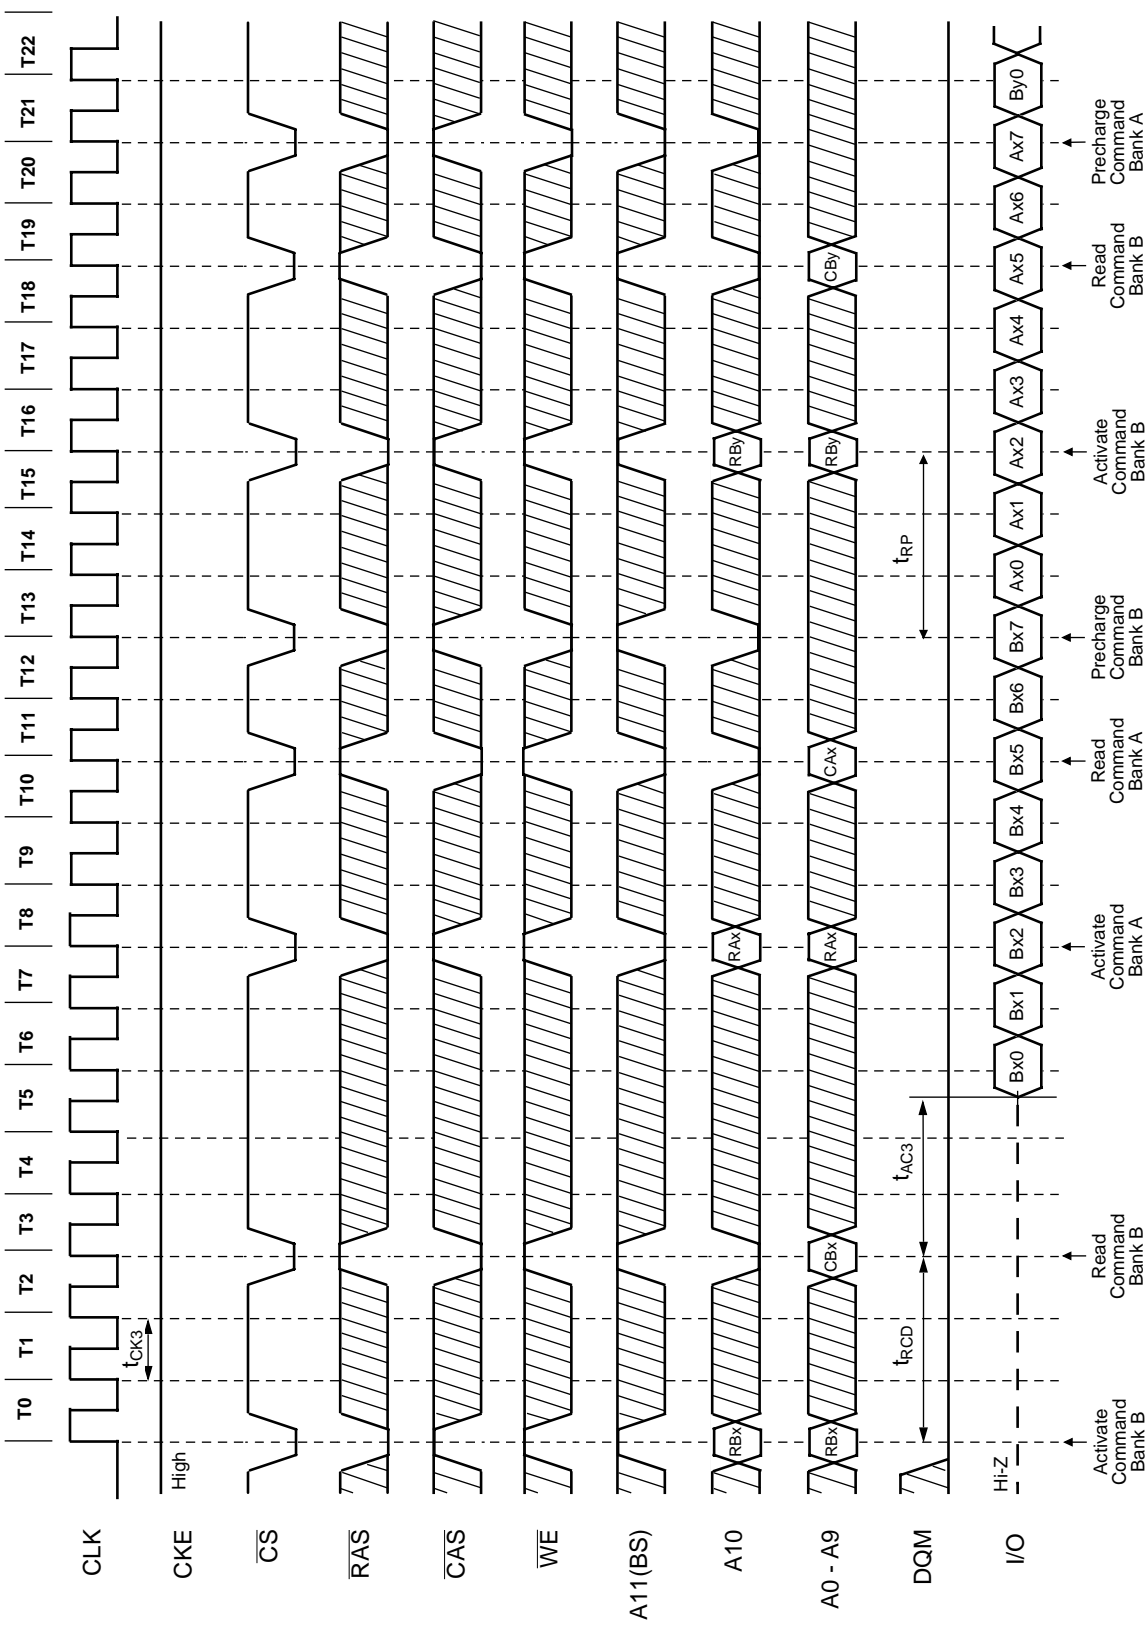 T0 T1 T2 T3 T4 T5 T6 T7 T8 T9 T10 T11 T12 T13 T14 T15 T16 T17 T18 T19 T20 T21 T22
CLK
tCK3
CKE
High
CS
RAS
CAS
WE
A11(BS)
A10
RBx RAx RBy
A0 - A9
RBx CBx RAx CAx RBy CBy
DQM
tRCD tAC3 tRP
I/O
Hi-Z
Bx0 Bx1 Bx2 Bx3 Bx4 Bx5 Bx6 Bx7 Ax0 Ax1 Ax2 Ax3 Ax4 Ax5 Ax6 Ax7 By0
Activate
Command
Bank B
Read
Command
Bank B
Activate
Command
Bank A
Read
Command
Bank A
Precharge
Command
Bank B
Activate
Command
Bank B
Read
Command
Bank B
Precharge
Command
Bank A